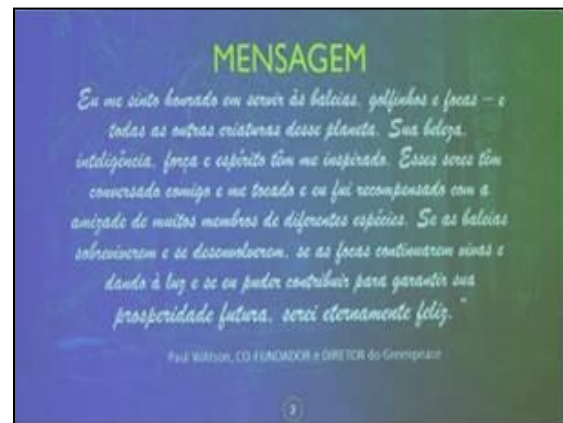 MENSAGEM
Eu me sinto honrado em servir às baleias, golfinhos e focas – e
todas as outras criaturas desse planeta. Sua beleza,
inteligência, força e espírito têm me inspirado. Esses seres têm
conversado comigo e me tocado e eu fui recompensado com a
amizade de muitos membros de diferentes espécies. Se as baleias
sobreviverem e se desenvolverem, se as focas continuarem vivas e
dando à luz e se eu puder contribuir para garantir sua
prosperidade futura, serei eternamente feliz."
Paul WAtson, CO FUNDADOR e DIRETOR do Greenpeace
3